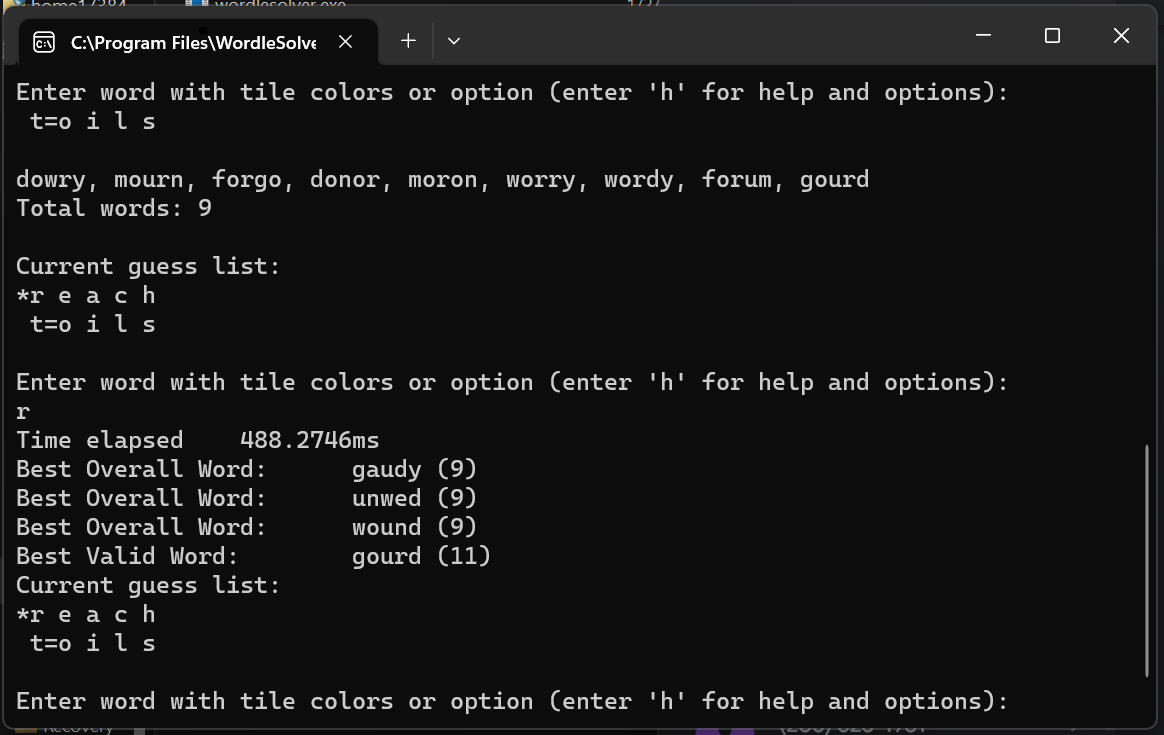 wordlesolver.exe
C:\Program Files\WordleSolve
Enter word with tile colors or option (enter 'h' for help and options):
t=o i l s
dowry, mourn, forgo, donor, moron, worry, wordy, forum, gourd
Total words: 9
Current guess list:
*r e a c h
t=o i l s
Enter word with tile colors or option (enter 'h' for help and options):
r
Time elapsed    488.2746ms
Best Overall Word:      gaudy (9)
Best Overall Word:      unwed (9)
Best Overall Word:      wound (9)
Best Valid Word:        gourd (11)
Current guess list:
*r e a c h
t=o i l s
Enter word with tile colors or option (enter 'h' for help and options):
Recovery